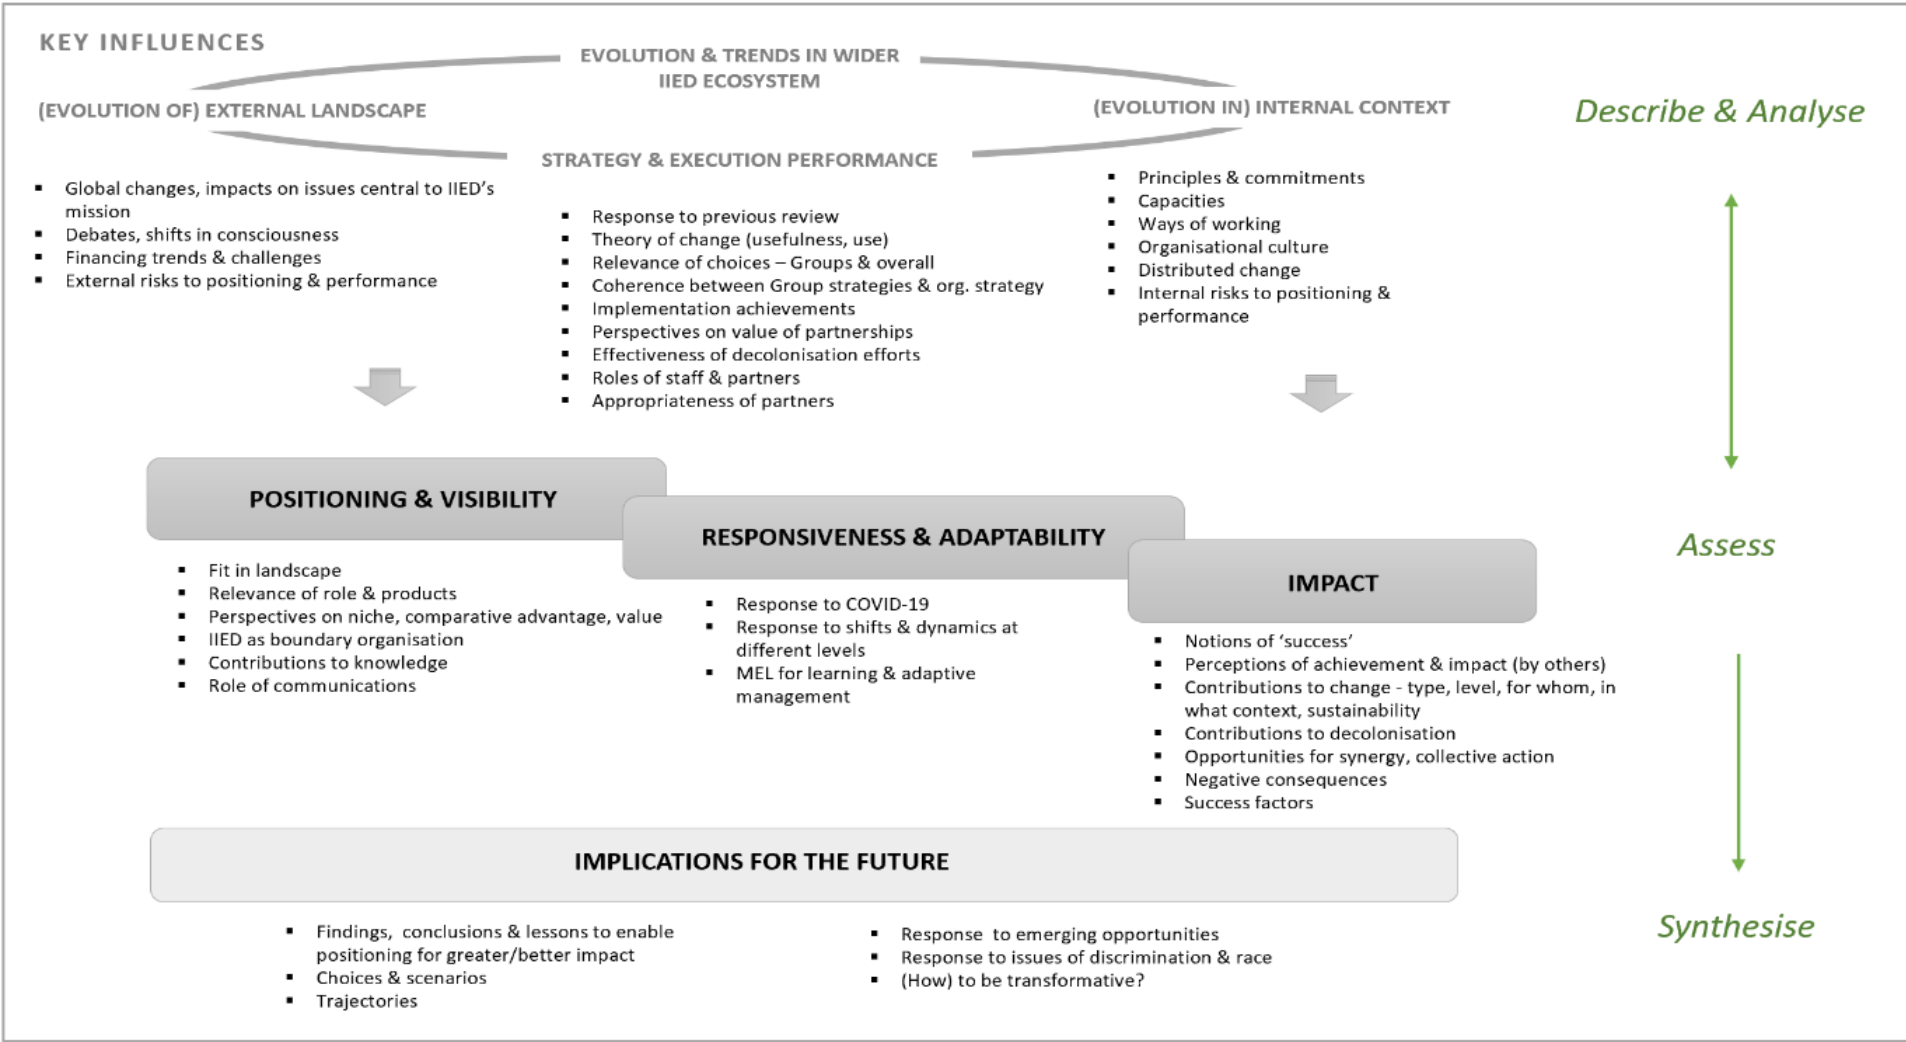 KEY INFLUENCES
EVOLUTION & TRENDS IN WIDER
IIED ECOSYSTEM
(EVOLUTION OF) EXTERNAL LANDSCAPE
(EVOLUTION IN) INTERNAL CONTEXT
STRATEGY & EXECUTION PERFORMANCE
Describe & Analyse
▪ Global changes, impacts on issues central to IIED's
mission
▪ Debates, shifts in consciousness
▪ Financing trends & challenges
▪ External risks to positioning & performance
▪ Response to previous review
▪ Theory of change (usefulness, use)
▪ Relevance of choices – Groups & overall
▪ Coherence between Group strategies & org. strategy
▪ Implementation achievements
▪ Perspectives on value of partnerships
▪ Effectiveness of decolonisation efforts
▪ Roles of staff & partners
▪ Appropriateness of partners
▪ Principles & commitments
▪ Capacities
▪ Ways of working
▪ Organisational culture
▪ Distributed change
▪ Internal risks to positioning &
performance
POSITIONING & VISIBILITY
▪ Fit in landscape
▪ Relevance of role & products
▪ Perspectives on niche, comparative advantage, value
▪ IIED as boundary organisation
▪ Contributions to knowledge
▪ Role of communications
RESPONSIVENESS & ADAPTABILITY
▪ Response to COVID-19
▪ Response to shifts & dynamics at
different levels
▪ MEL for learning & adaptive
management
IMPACT
▪ Notions of ‘success’
▪ Perceptions of achievement & impact (by others)
▪ Contributions to change - type, level, for whom, in
what context, sustainability
▪ Contributions to decolonisation
▪ Opportunities for synergy, collective action
▪ Negative consequences
▪ Success factors
Assess
IMPLICATIONS FOR THE FUTURE
▪ Findings, conclusions & lessons to enable
positioning for greater/better impact
▪ Choices & scenarios
▪ Trajectories
▪ Response to emerging opportunities
▪ Response to issues of discrimination & race
▪ (How) to be transformative?
Synthesise